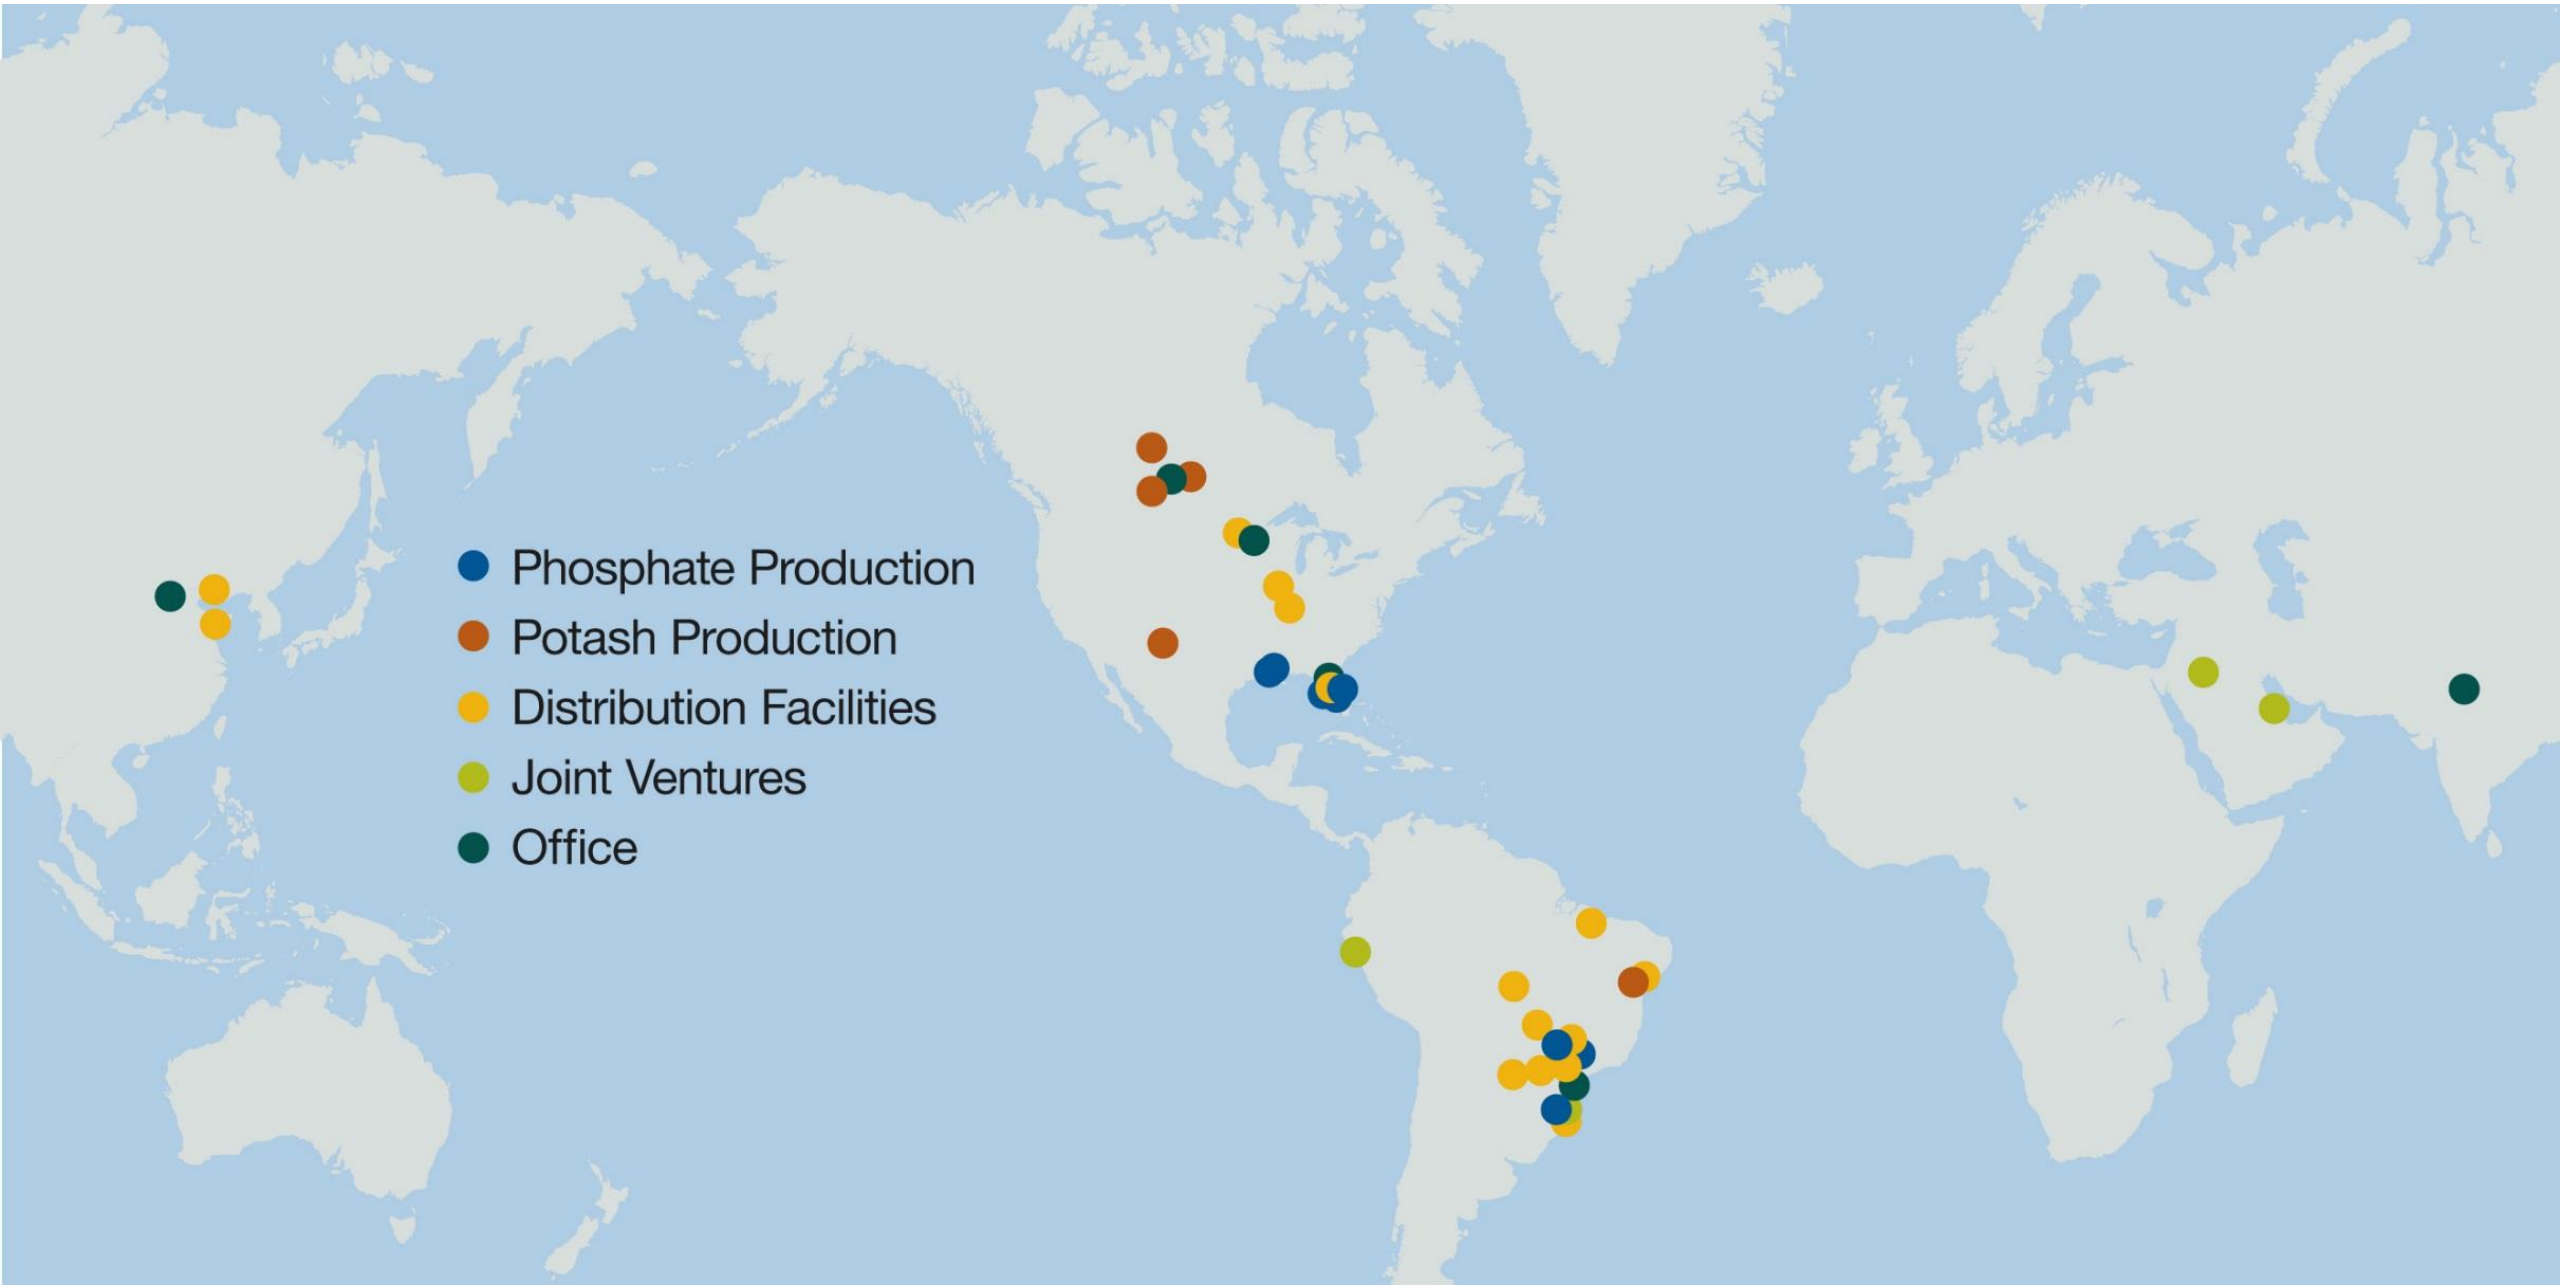 Phosphate Production
Potash Production
Distribution Facilities
Joint Ventures
Office